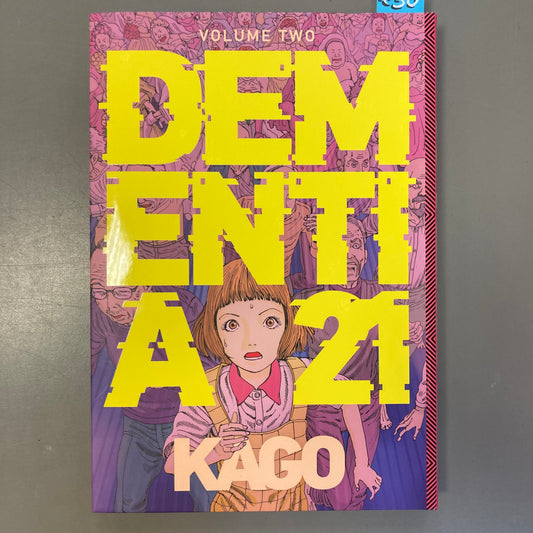 VOLUME TWO
DEM
ENTI
A 21
KAGO